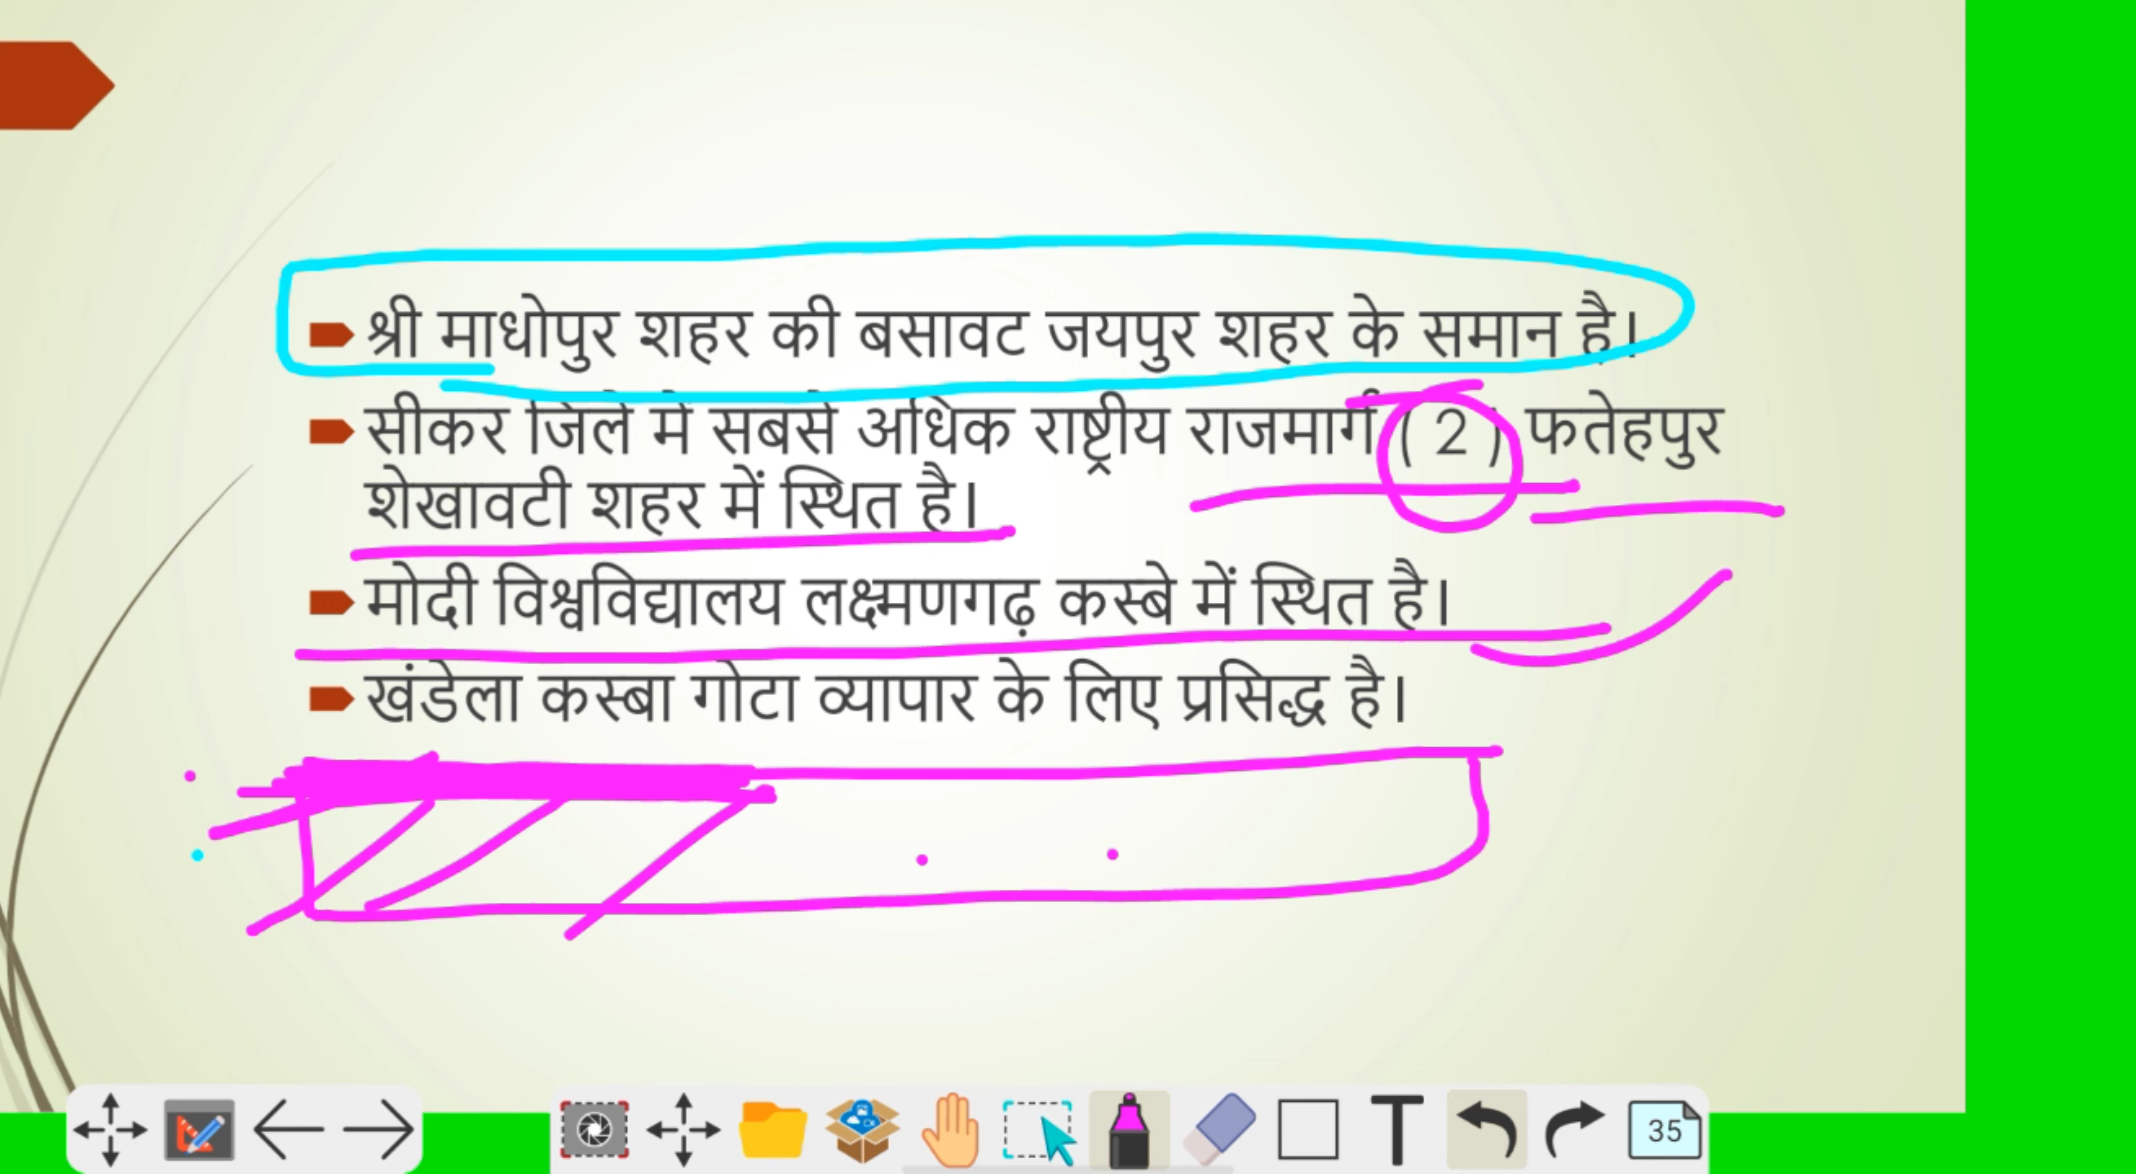 श्री माधोपुर शहर की बसावट जयपुर शहर के समान है।
सीकर जिले में सबसे अधिक राष्ट्रीय राजमार्ग ( 2 ) फतेहपुर
शेखावटी शहर में स्थित है।
मोदी विश्वविद्यालय लक्ष्मणगढ़ कस्बे में स्थित है।
खंडेला कस्बा गोटा व्यापार के लिए प्रसिद्ध है।
T
35